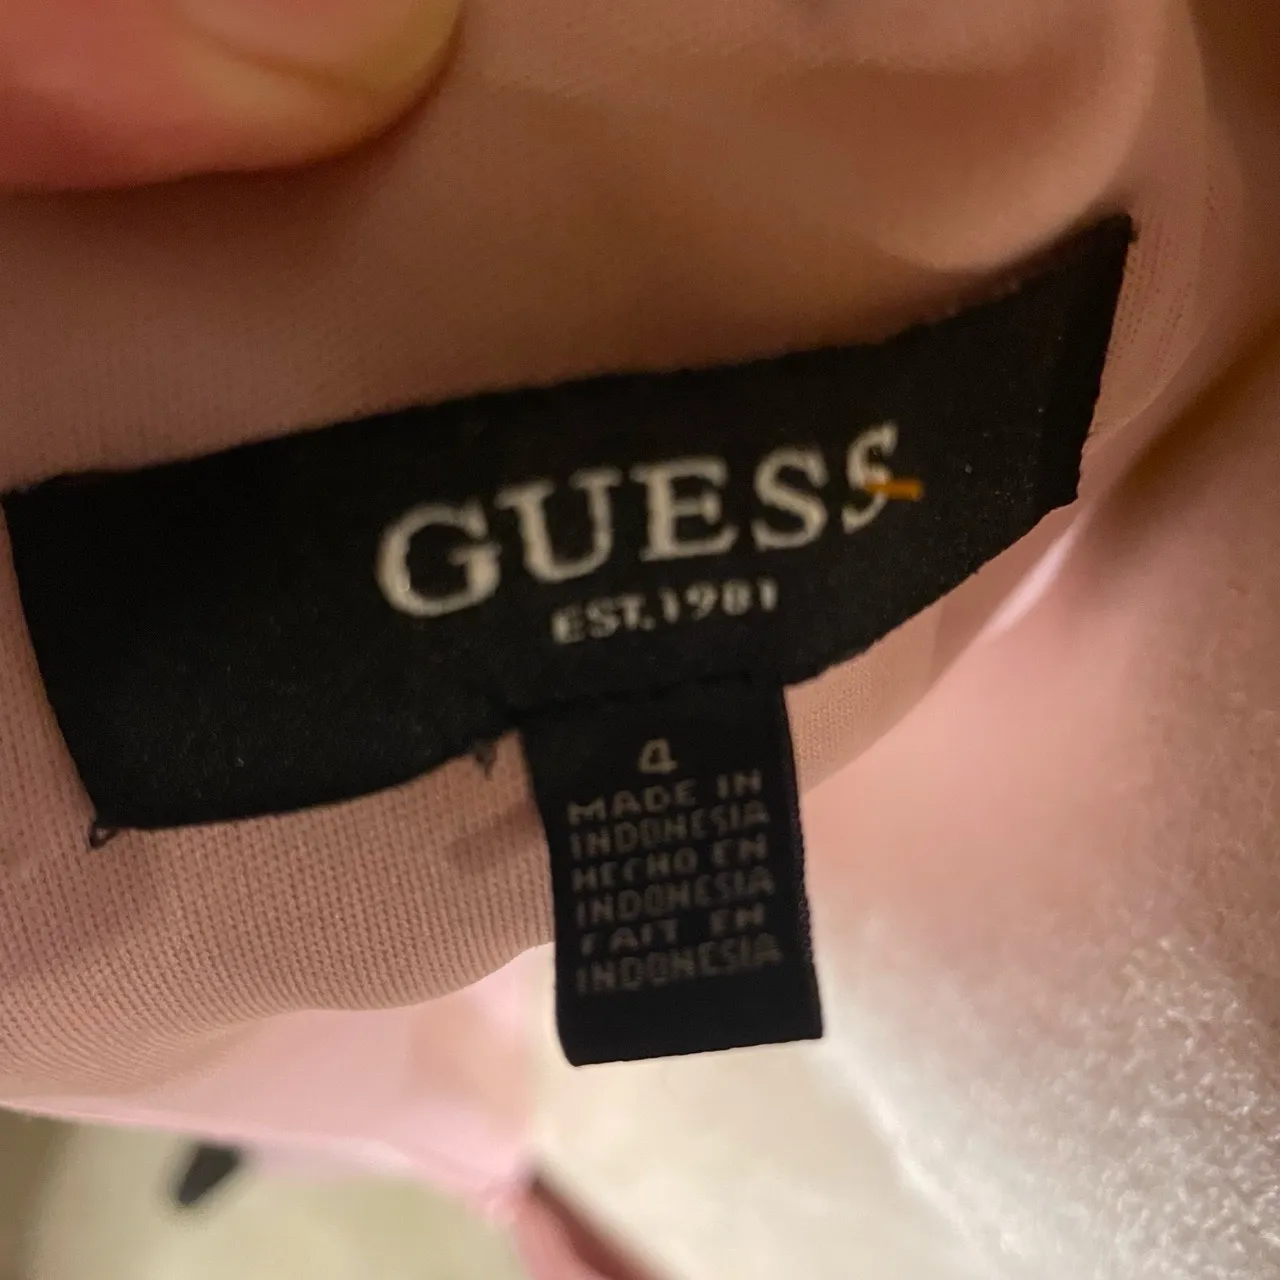 GUESS
EST.1981
4
MADE IN
INDONESIA
HECHO EN
INDONESIA
FAIT EN
INDONESIA